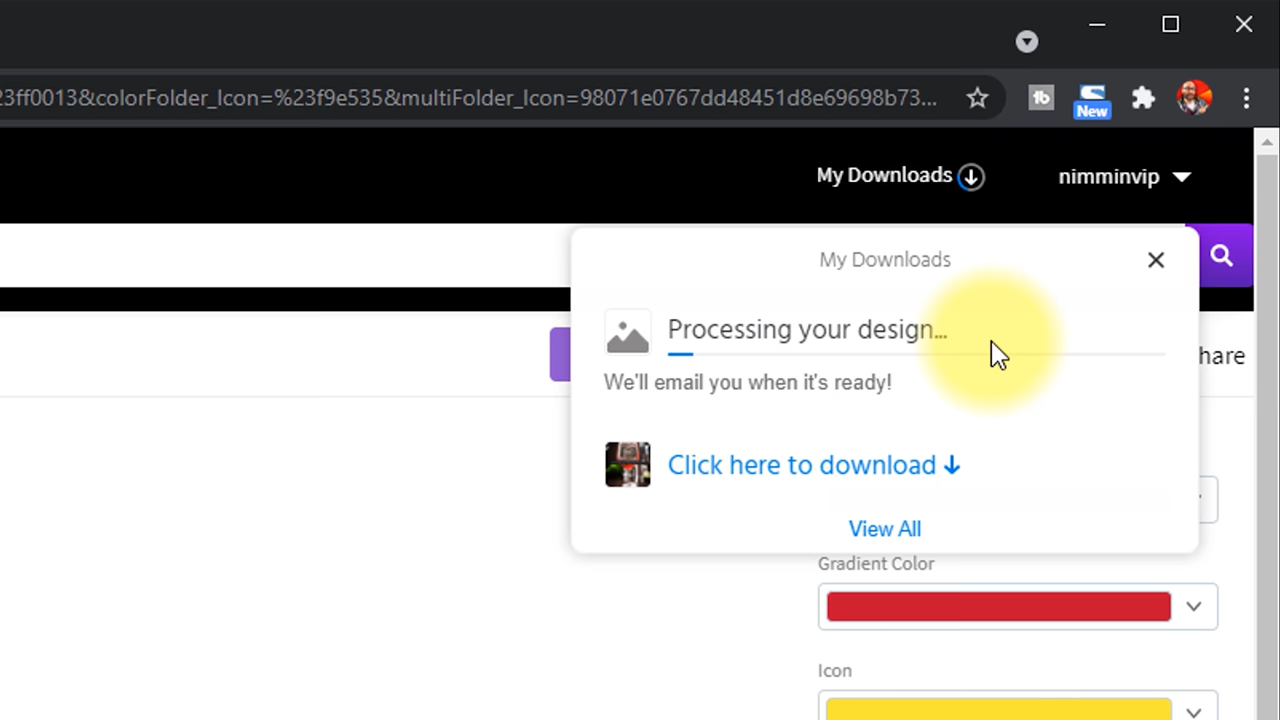 23ff0013&colorFolder_Icon=%23f9e535&multiFolder_Icon=98071e0767dd48451d8e69698b73...
tb
New
My Downloads
nimminvip
My Downloads
Processing your design...
hare
We'll email you when it's ready!
Click here to download
View All
Gradient Color
Icon